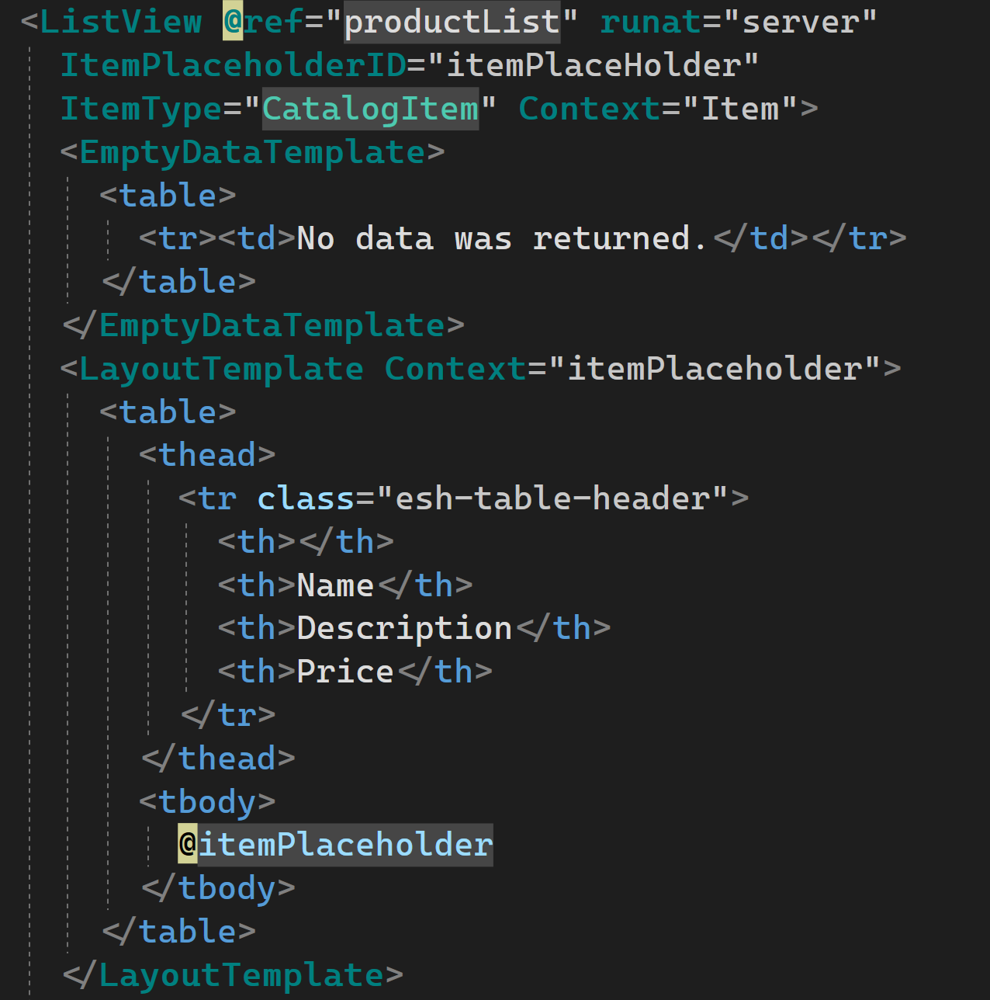 <ListView @ref="productList" runat="server"
ItemPlaceholderID="itemPlaceHolder"
ItemType="CatalogItem" Context="Item">
<EmptyDataTemplate>
<table>
<tr><td>No data was returned.</td></tr>
</table>
</EmptyDataTemplate>
<LayoutTemplate Context="itemPlaceholder">
<table>
<thead>
<tr class="esh-table-header">
<th></th>
<th>Name</th>
<th>Description</th>
<th>Price</th>
</tr>
</thead>
<tbody>
@itemPlaceholder
</tbody>
</table>
</LayoutTemplate>